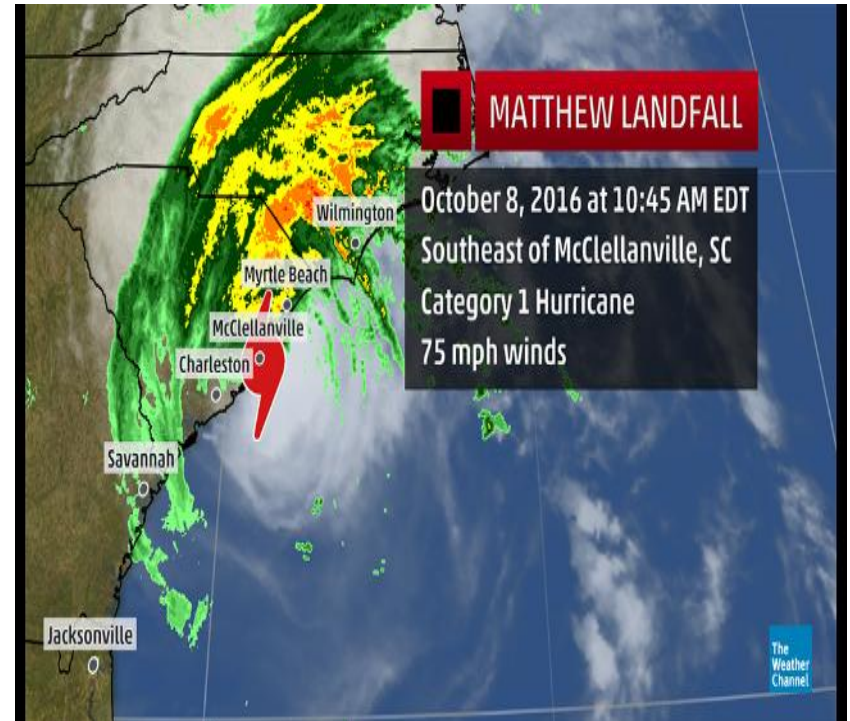 MATTHEW LANDFALL
October 8, 2016 at 10:45 AM EDT
Southeast of McClellanville, SC
Category 1 Hurricane
75 mph winds
Wilmington
Myrtle Beach
McClellanville
Charleston
Savannah
Jacksonville
The
Weather
Channel